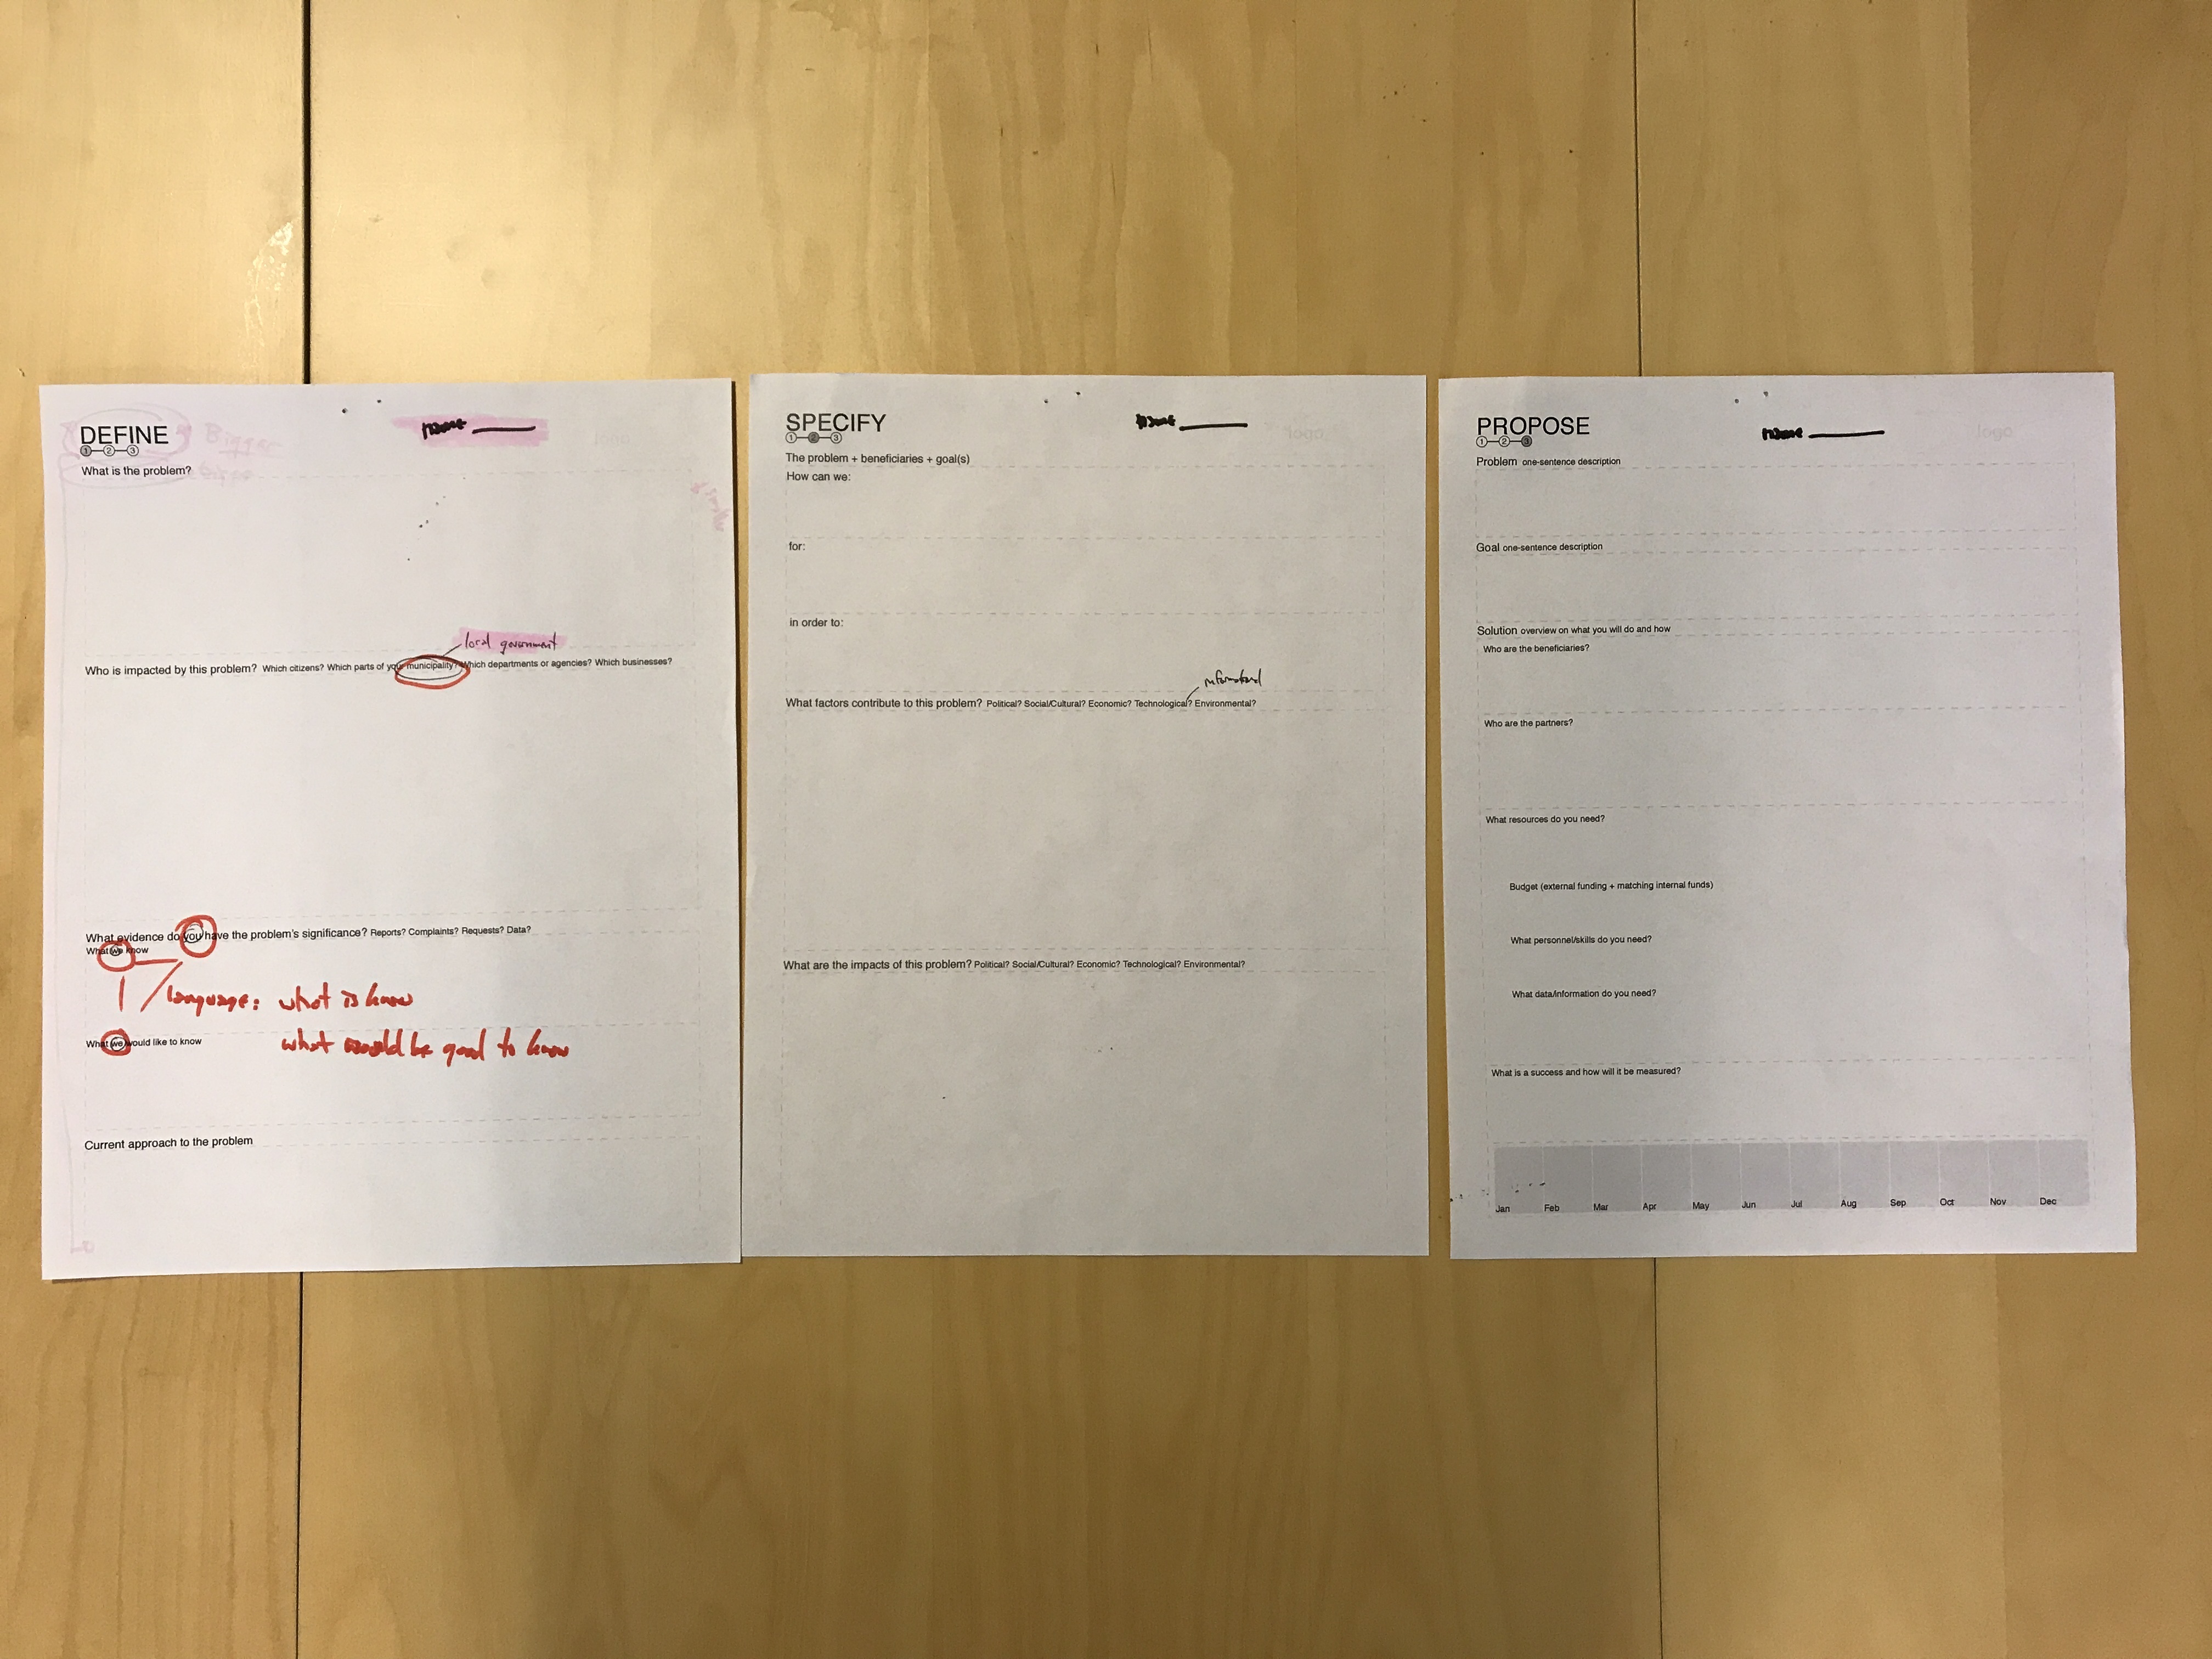 DEFINE
1 2 3
Bigger
name
What is the problem?
local government
Who is impacted by this problem? Which citizens? Which parts of your municipality? Which departments or agencies? Which businesses?
What evidence do you have the problem's significance? Reports? Complaints? Requests? Data?
What we know
language: what is know
What we would like to know
what would be good to know
Current approach to the problem
SPECIFY
1 2 3
name
logo
The problem + beneficiaries + goal(s)
How can we:
for:
in order to:
What factors contribute to this problem? Political? Social/Cultural? Economic? Technological? Environmental?
What are the impacts of this problem? Political? Social/Cultural? Economic? Technological? Environmental?
PROPOSE
1 2 3
name
logo
Problem one-sentence description
Goal one-sentence description
Solution overview on what you will do and how
Who are the beneficiaries?
Who are the partners?
What resources do you need?
Budget (external funding + matching internal funds)
What personnel/skills do you need?
What data/information do you need?
What is a success and how will it be measured?
Jan Feb Mar Apr May Jun Jul Aug Sep Oct Nov Dec